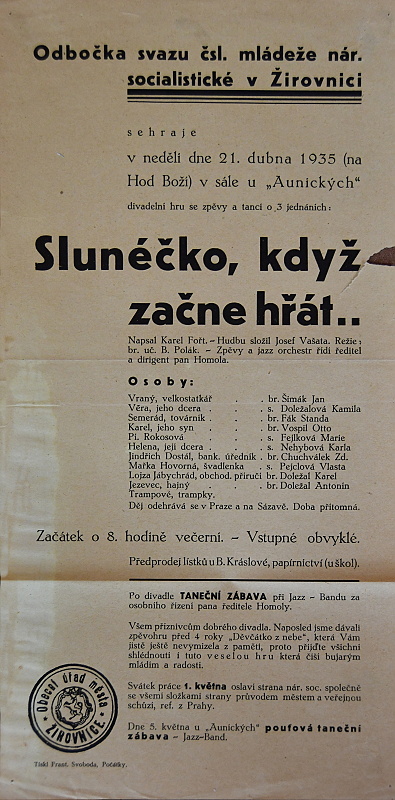 Odbočka svazu čsl. mládeže nár.
socialistické v Žirovnici
sehraje
v neděli dne 21. dubna 1935 (na
Hod Boží) v sále u „Aunických“
divadelní hru se zpěvy a tanci o 3 jednáních:
Slunéčko, když
začne hřát..
Napsal Karel Fořt. – Hudbu složil Josef Vašata. Režie:
br. uč. B. Polák. – Zpěvy a jazz orchestr řídí ředitel
a dirigent pan Homola.
Osoby:
Vraný, velkostatkář . . . br. Šimák Jan
Věra, jeho dcera . . . s. Doležalová Kamila
Semerád, továrník . . . br. Fák Standa
Karel, jeho syn . . . br. Vospil Otto
Pí. Rokosová . . . s. Fejlková Marie
Helena, její dcera . . . s. Nehybová Karla
Jindřich Dostál, bank. úředník . br. Chuchválek Zd.
Mařka Hovorná, švadlenka . s. Pejclová Vlasta
Lojza Jábychrád, obchod. příručí br. Doležal Karel
Jezevec, hajný . . . br. Doležal Antonín
Trampové, trampky.
Děj odehrává se v Praze a na Sázavě. Doba přítomná.
Začátek o 8. hodině večerní. – Vstupné obvyklé.
Předprodej lístků u B. Kráslové, papírnictví (u škol).
Po divadle TANEČNÍ ZÁBAVA při Jazz – Bandu za
osobního řízení pana ředitele Homoly.
Všem příznivcům dobrého divadla. Naposled jsme dávali
zpěvohru před 4 roky „Děvčátko z nebe“, která Vám
jistě ještě nevymizela z paměti, proto přijďte všichni
shlédnouti i tuto veselou hru která čiší bujarým
mládím a radostí.
Svátek práce 1. května oslaví strana nár. soc. společně
se všemi složkami strany průvodem městem a veřejnou
schůzí, ref. z Prahy.
Dne 5. května u „Aunických“ pouťová taneční
zábava – Jazz-Band.
Obecní úřad města
ŽIROVNICE
Tiskl Frant. Svoboda, Počátky.